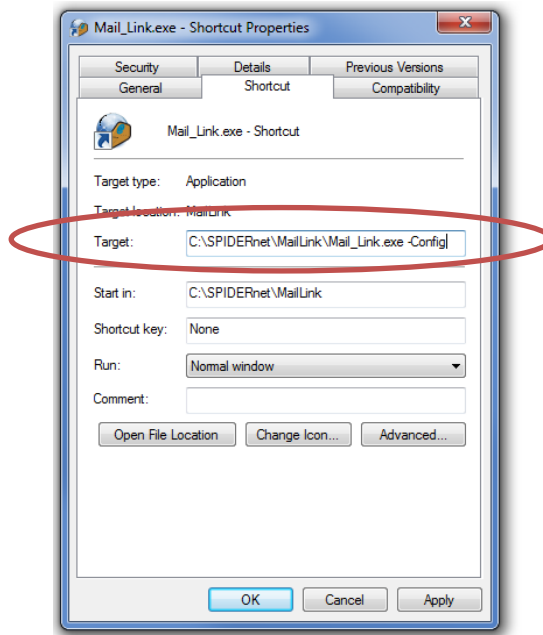 Mail_Link.exe - Shortcut Properties
Security Details Previous Versions
General Shortcut Compatibility
Mail_Link.exe - Shortcut
Target type: Application
Target location: MailLink
Target: C:\SPIDERnet\MailLink\Mail_Link.exe -Config
Start in: C:\SPIDERnet\MailLink
Shortcut key: None
Run: Normal window
Comment:
Open File Location Change Icon... Advanced...
OK Cancel Apply